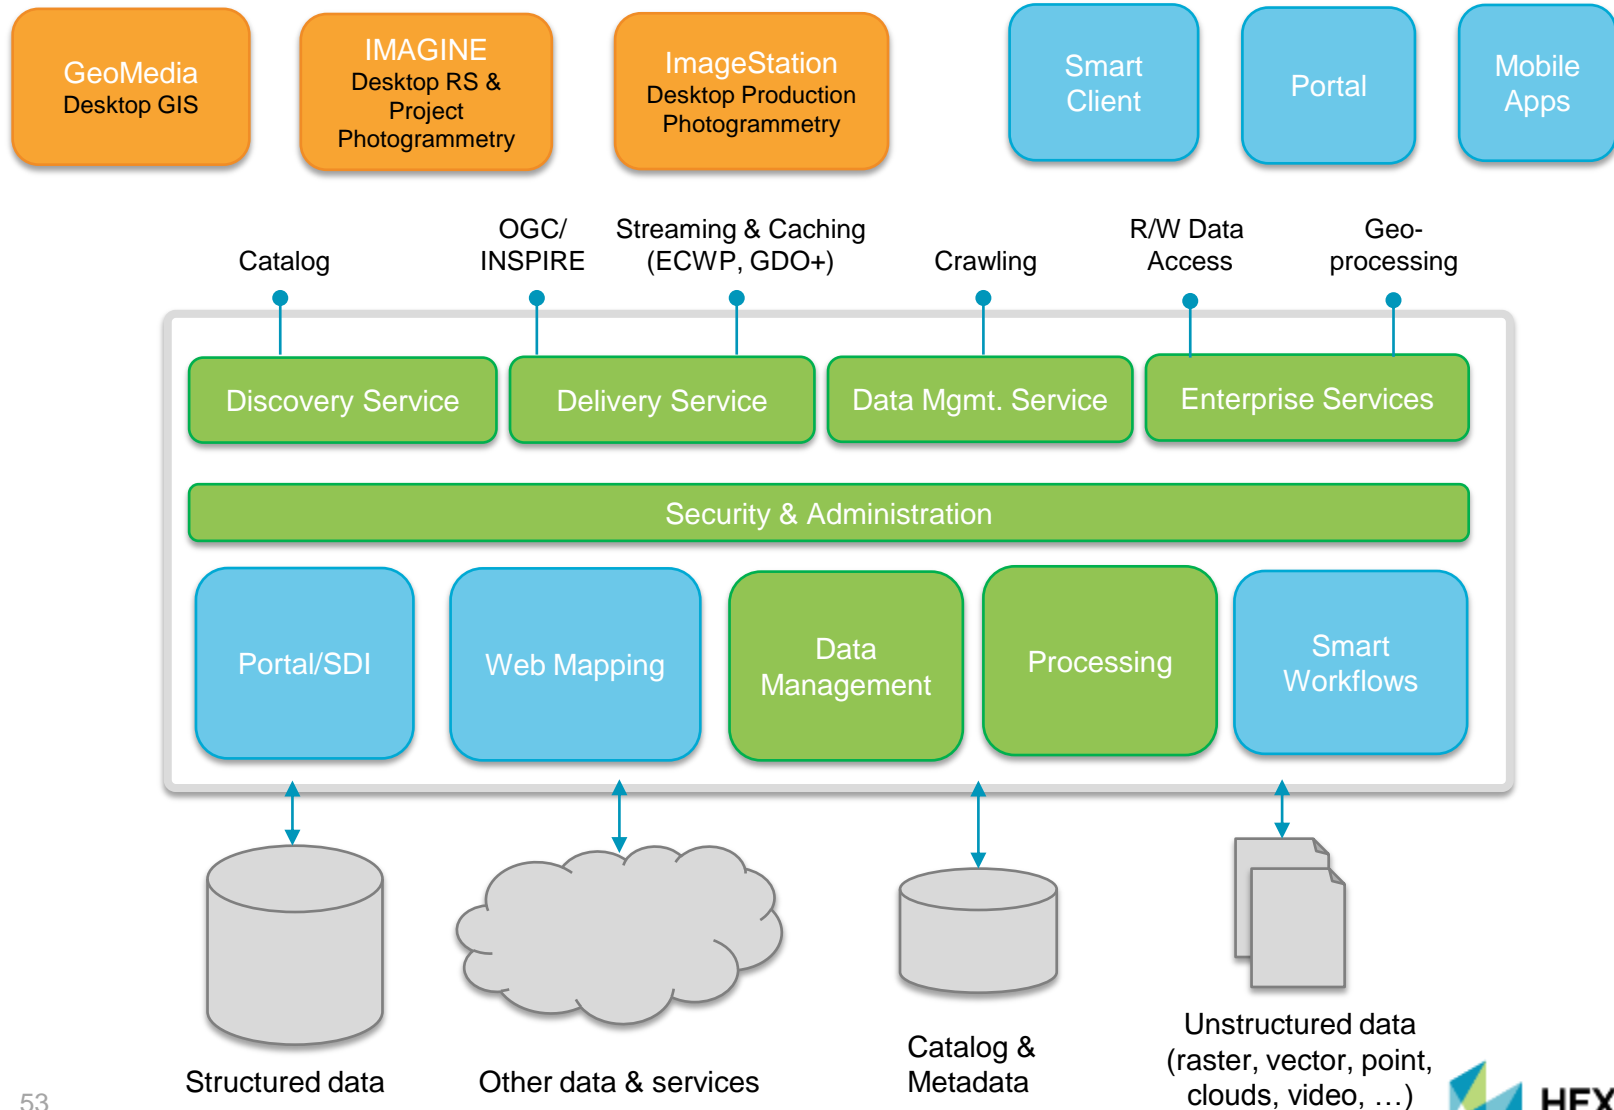 GeoMedia
Desktop GIS
IMAGINE
Desktop RS &
Project
Photogrammetry
ImageStation
Desktop Production
Photogrammetry
Smart
Client
Portal
Mobile
Apps
Catalog
OGC/
INSPIRE
Streaming & Caching
(ECWP, GDO+)
Crawling
R/W Data
Access
Geo-
processing
Discovery Service
Delivery Service
Data Mgmt. Service
Enterprise Services
Security & Administration
Portal/SDI
Web Mapping
Data
Management
Processing
Smart
Workflows
Structured data
Other data & services
Catalog &
Metadata
Unstructured data
(raster, vector, point,
clouds, video, …)
53